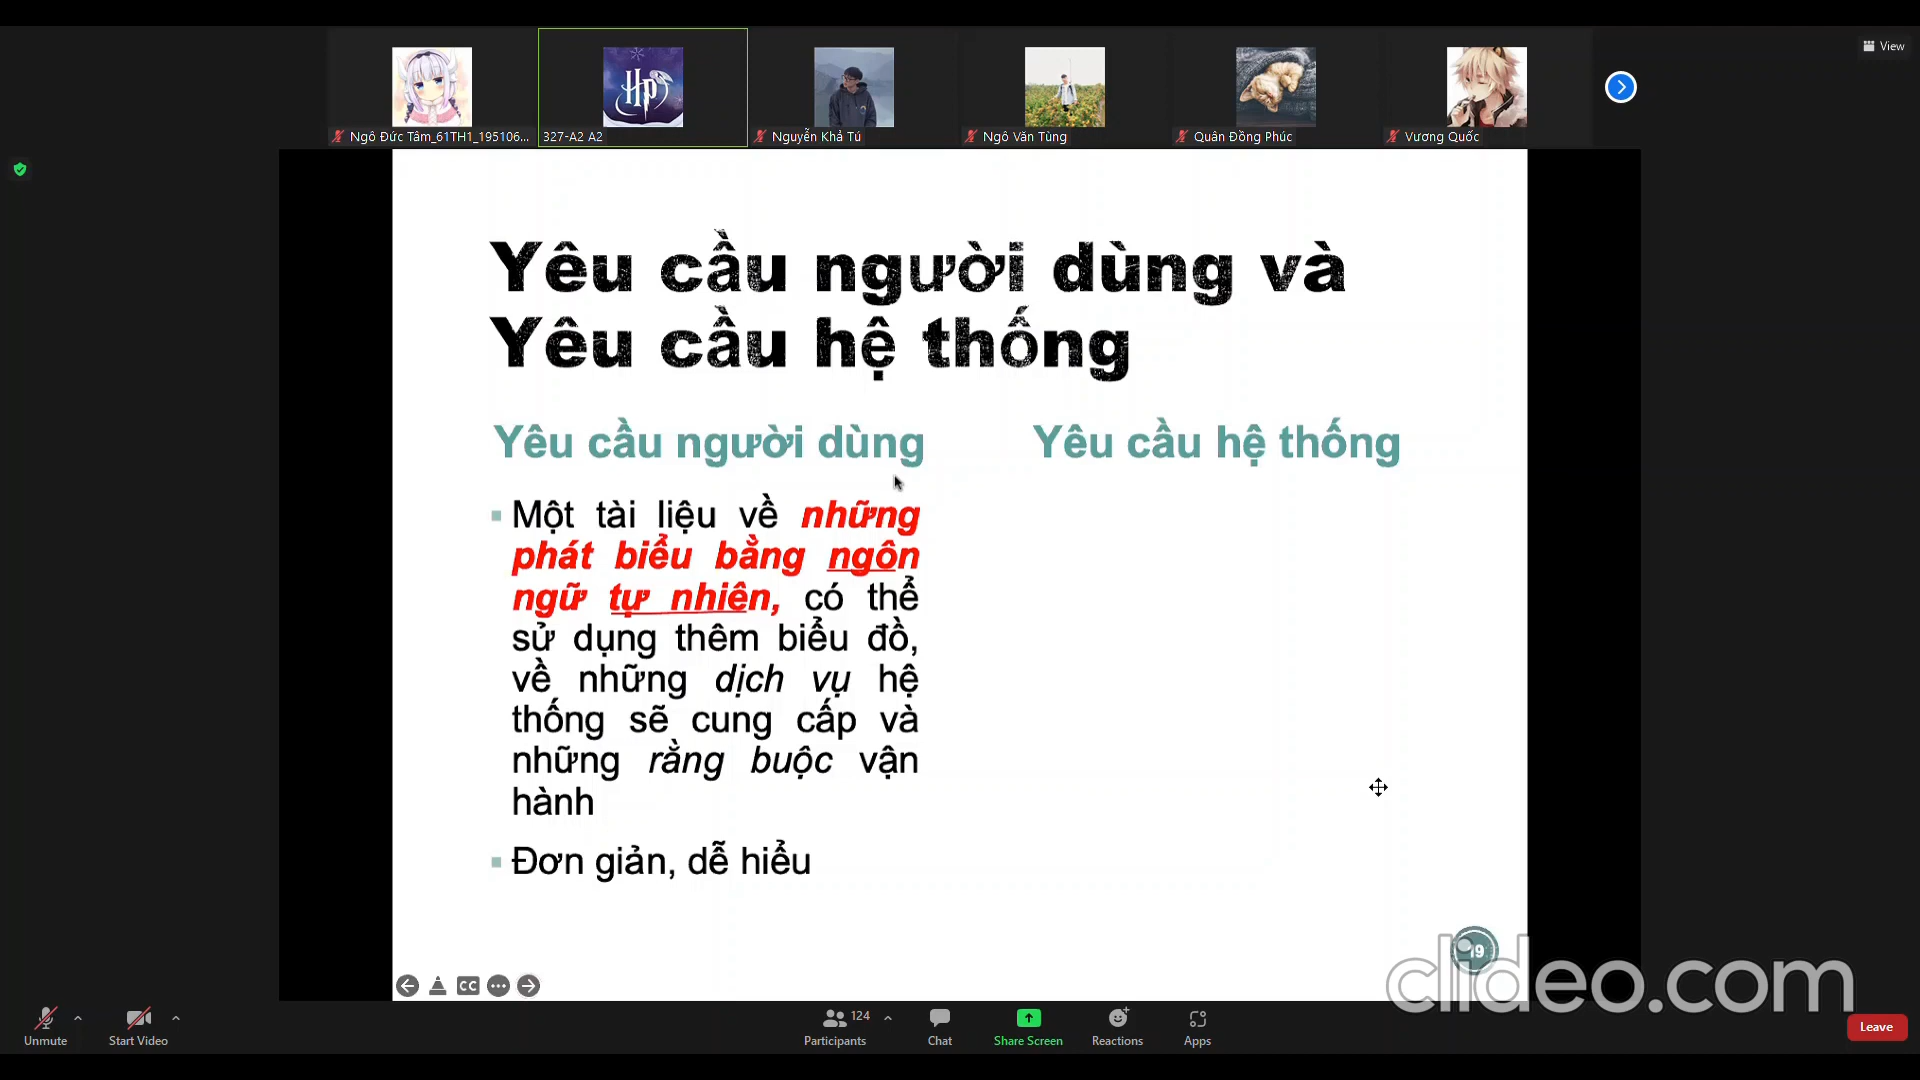 View
Ngô Đức Tâm_61TH1_195106...
327-A2 A2
Nguyễn Khả Tú
Ngô Văn Tùng
Quân Đồng Phúc
Vương Quốc
HP
Yêu cầu người dùng và
Yêu cầu hệ thống
Yêu cầu người dùng
Yêu cầu hệ thống
Một tài liệu về những
phát biểu bằng ngôn
ngữ tự nhiên, có thể
sử dụng thêm biểu đồ,
về những dịch vụ hệ
thống sẽ cung cấp và
những rằng buộc vận
hành
Đơn giản, dễ hiểu
19
clideo.com
CC
Unmute
Start Video
124
Participants
Chat
Share Screen
Reactions
Apps
Leave